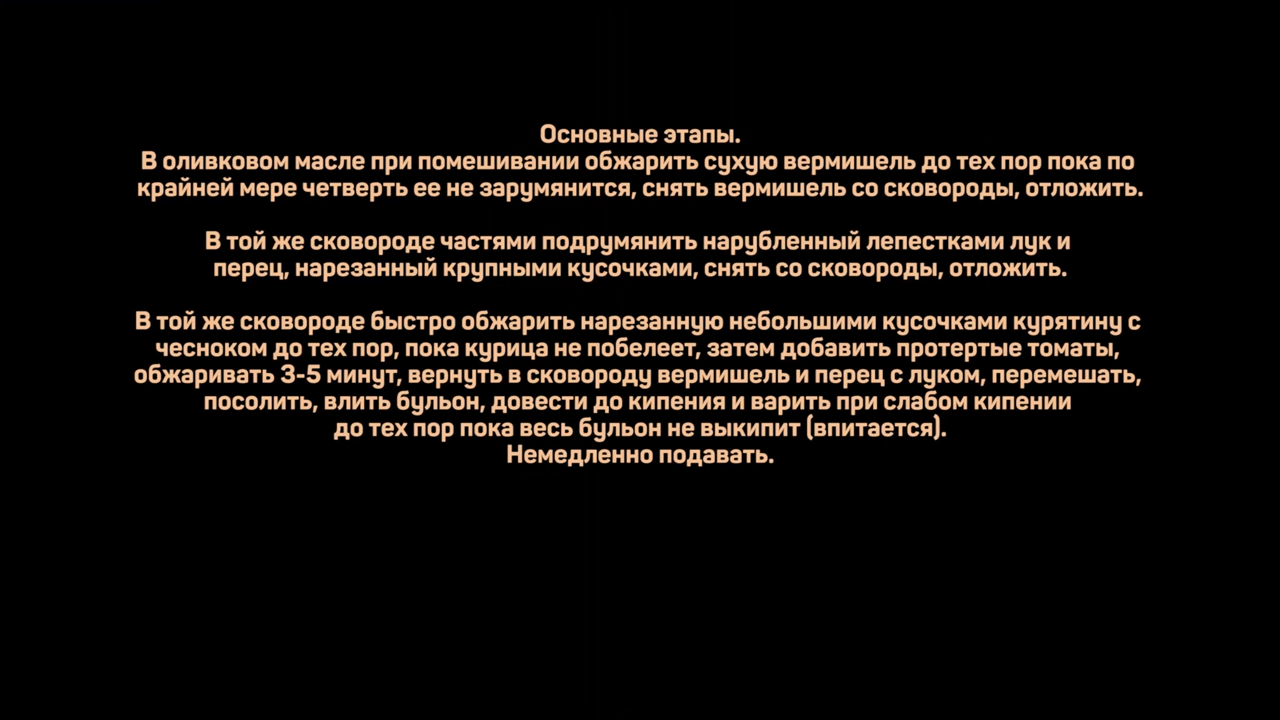 Основные этапы.
В оливковом масле при помешивании обжарить сухую вермишель до тех пор пока по
крайней мере четверть ее не зарумянится, снять вермишель со сковороды, отложить.
В той же сковороде частями подрумянить нарубленный лепестками лук и
перец, нарезанный крупными кусочками, снять со сковороды, отложить.
В той же сковороде быстро обжарить нарезанную небольшими кусочками курятину с
чесноком до тех пор, пока курица не побелеет, затем добавить протертые томаты,
обжаривать 3-5 минут, вернуть в сковороду вермишель и перец с луком, перемешать,
посолить, влить бульон, довести до кипения и варить при слабом кипении
до тех пор пока весь бульон не выкипит (впитается).
Немедленно подавать.